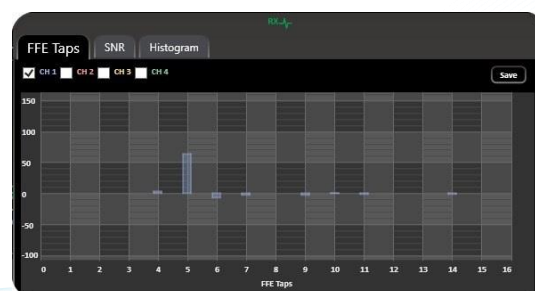 RX
FFE Taps SNR Histogram
CH 1 CH 2 CH 3 CH 4 Save
150
100
50
0
-50
-100
0 1 2 3 4 5 6 7 8 9 10 11 12 13 14 15 16
FFE Taps